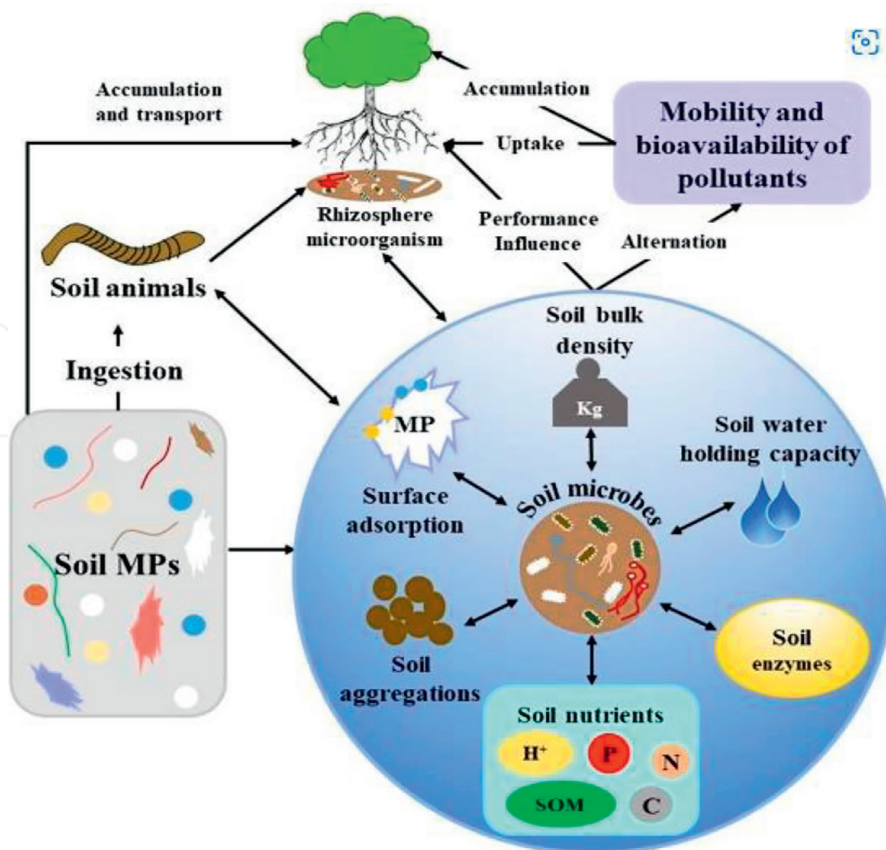 Accumulation
and transport
Accumulation
Mobility and
bioavailability of
pollutants
Uptake
Rhizosphere
microorganism
Performance
Influence
Alternation
Soil animals
Ingestion
Soil MPs
Soil bulk
density
Kg
MP
Surface
adsorption
Soil water
holding capacity
Soil microbes
Soil
aggregations
Soil
enzymes
Soil nutrients
H⁺
P
N
SOM
C